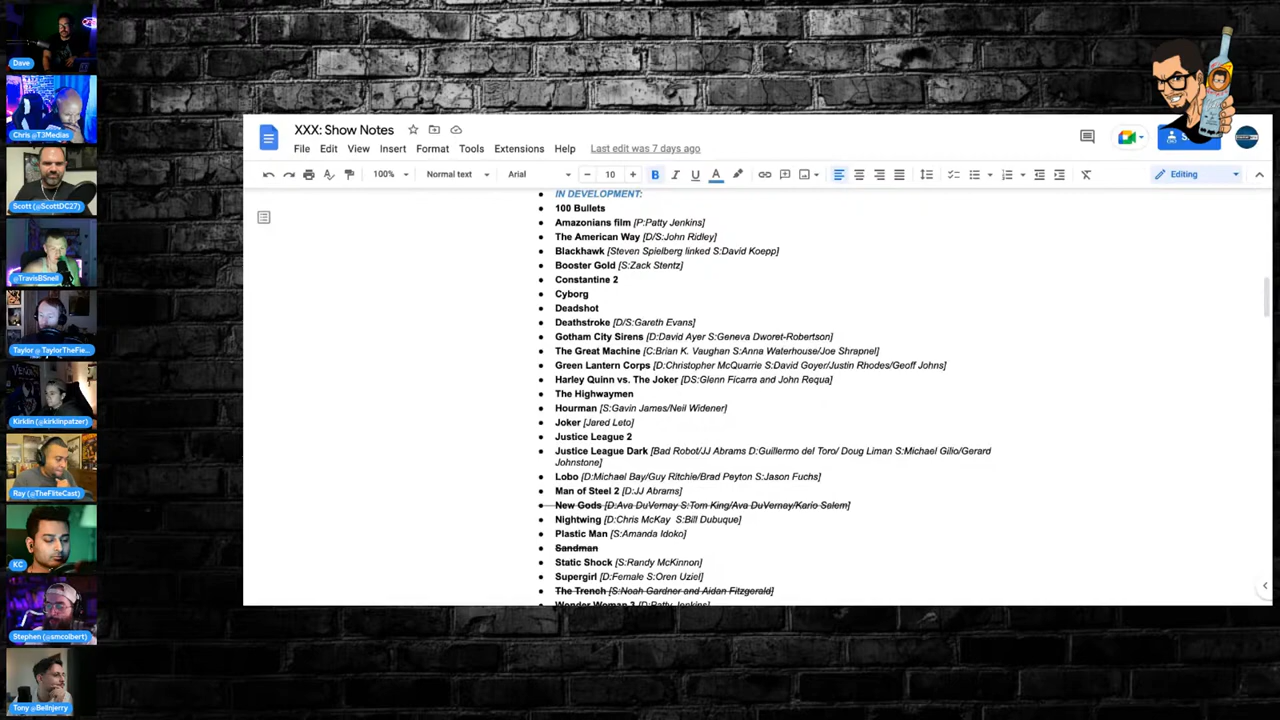 Dave
Chris @T3Medias
Scott (@ScottDC27)
@TravisBSnell
Taylor @TaylorTheFie...
Kirklin (@kirklinpatzer)
Ray (@TheFliteCast)
KC
Stephen (@smcolbert)
Tony @BelInjerry
XXX: Show Notes
File Edit View Insert Format Tools Extensions Help Last edit was 7 days ago
100% Normal text Arial 10 Editing
IN DEVELOPMENT:
100 Bullets
Amazonians film [P:Patty Jenkins]
The American Way [D/S:John Ridley]
Blackhawk [Steven Spielberg linked S:David Koepp]
Booster Gold [S:Zack Stentz]
Constantine 2
Cyborg
Deadshot
Deathstroke [D/S:Gareth Evans]
Gotham City Sirens [D:David Ayer S:Geneva Dworet-Robertson]
The Great Machine [C:Brian K. Vaughan S:Anna Waterhouse/Joe Shrapnel]
Green Lantern Corps [D:Christopher McQuarrie S:David Goyer/Justin Rhodes/Geoff Johns]
Harley Quinn vs. The Joker [DS:Glenn Ficarra and John Requa]
The Highwaymen
Hourman [S:Gavin James/Neil Widener]
Joker [Jared Leto]
Justice League 2
Justice League Dark [Bad Robot/JJ Abrams D:Guillermo del Toro/ Doug Liman S:Michael Gilio/Gerard
Johnstone]
Lobo [D:Michael Bay/Guy Ritchie/Brad Peyton S:Jason Fuchs]
Man of Steel 2 [D:JJ Abrams]
New Gods [D:Ava DuVernay S:Tom King/Ava DuVernay/Kario Salem]
Nightwing [D:Chris McKay S:Bill Dubuque]
Plastic Man [S:Amanda Idoko]
Sandman
Static Shock [S:Randy McKinnon]
Supergirl [D:Female S:Oren Uziel]
The Trench [S:Noah Gardner and Aidan Fitzgerald]
Wonder Woman 3 [D:Patty Jenkins]